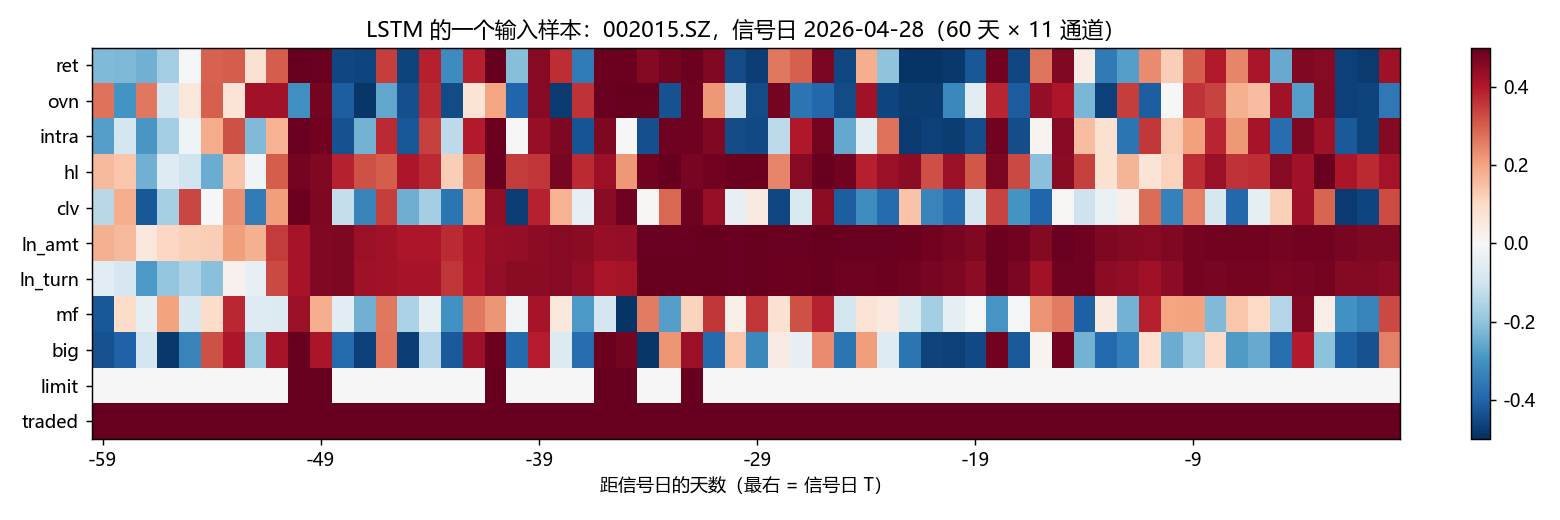 LSTM 的一个输入样本：002015.SZ，信号日 2026-04-28（60 天 × 11 通道）
ret
ovn
intra
hl
clv
ln_amt
ln_turn
mf
big
limit
traded
-59 -49 -39 -29 -19 -9
距信号日的天数（最右 = 信号日 T）
0.4
0.2
0.0
-0.2
-0.4